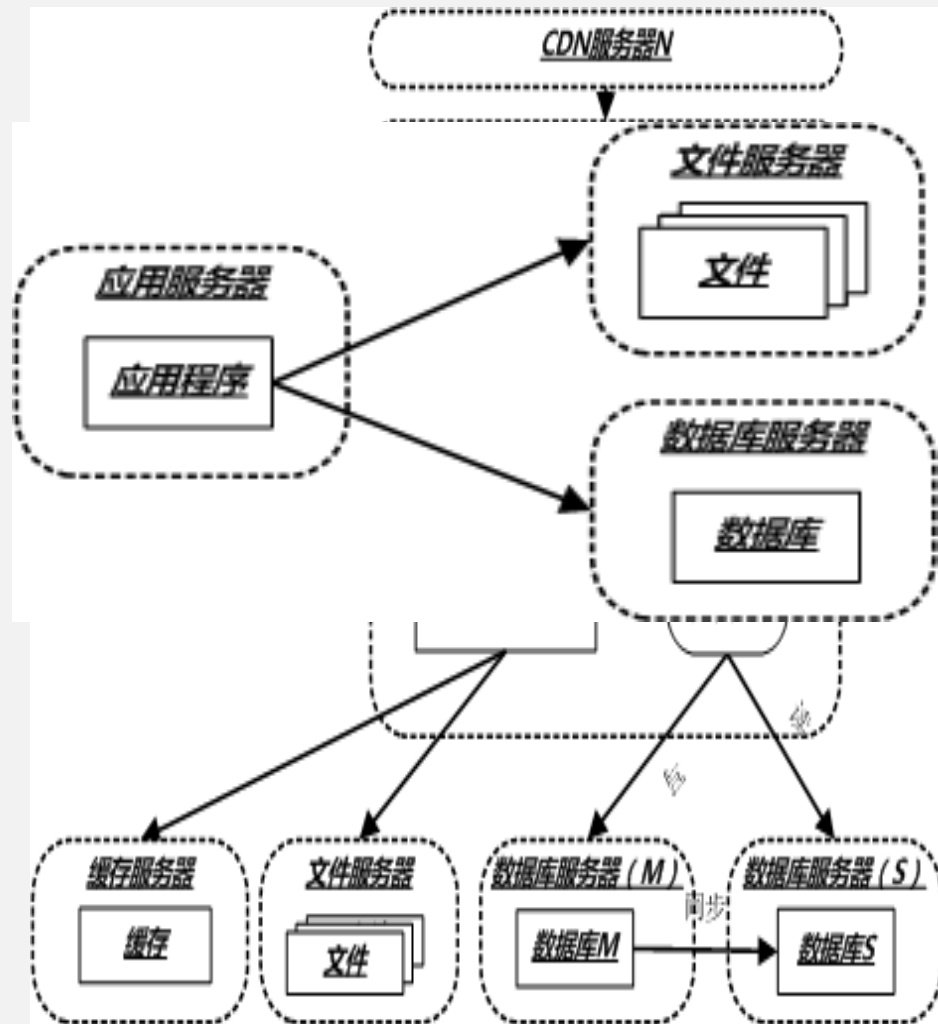 CDN服务器N
文件服务器
文件
应用服务器
应用程序
数据库服务器
数据库
缓存服务器
缓存
文件服务器
文件
数据库服务器（M）
数据库M
同步
数据库服务器（S）
数据库S